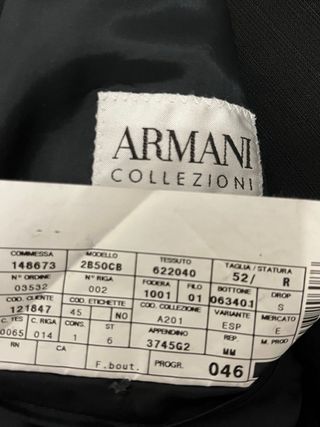 ARMANI
COLLEZIONI
COMMESSA MODELLO TESSUTO TAGLIA/STATURA
148673 2B50CB 622040 52/ R
N° ORDINE N° RIGA FODERA FILO BOTTONE DROP
03532 002 1001 01 063401 S
COD. CLIENTE COD. ETICHETTE COD. COLLEZIONE VARIANTE MERCATO
121847 45 NO A201 ESP E
C. TES C. RIGA CONS. ST APPENDINO REP. M. PROD
0065 014 1 6 3745G2 MM
RN CA F.bout. PROGR. 046